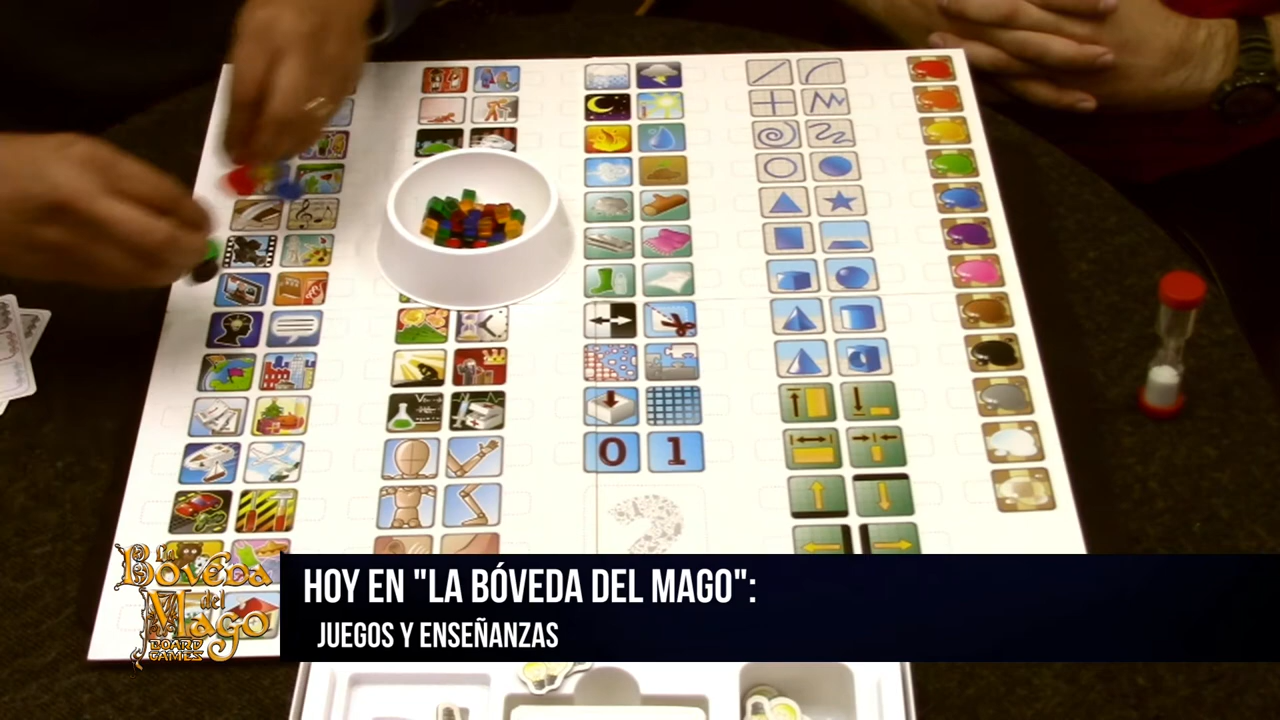 0 1
?
La
Bóveda
del
Mago
BOARD
GAMES
HOY EN "LA BÓVEDA DEL MAGO":
JUEGOS Y ENSEÑANZAS